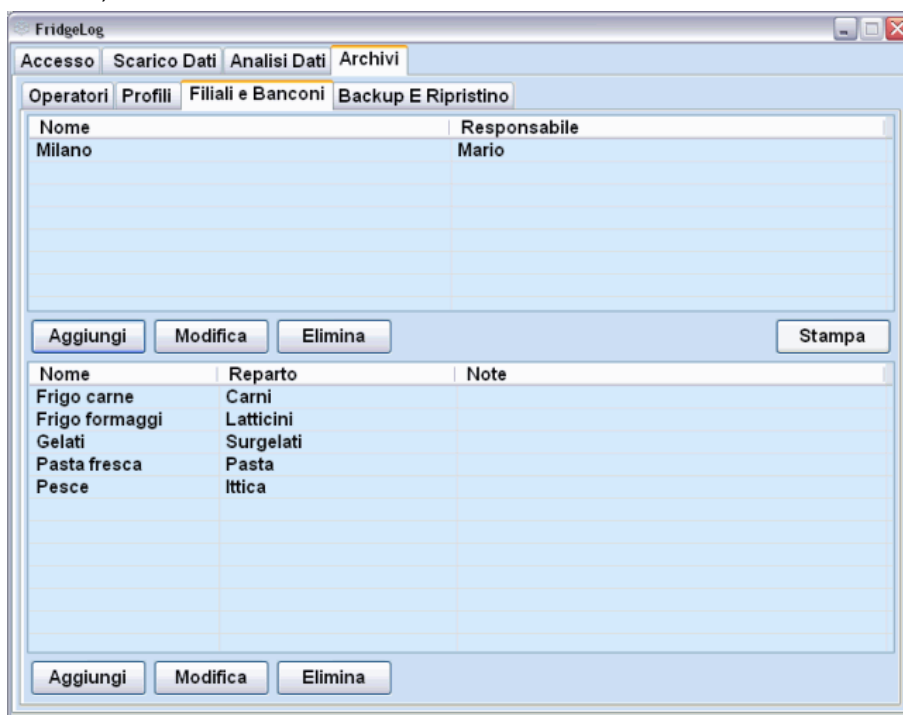 FridgeLog
Accesso Scarico Dati Analisi Dati Archivi
Operatori Profili Filiali e Banconi Backup E Ripristino
Nome Responsabile
Milano Mario
Aggiungi Modifica Elimina Stampa
Nome Reparto Note
Frigo carne Carni
Frigo formaggi Latticini
Gelati Surgelati
Pasta fresca Pasta
Pesce Ittica
Aggiungi Modifica Elimina